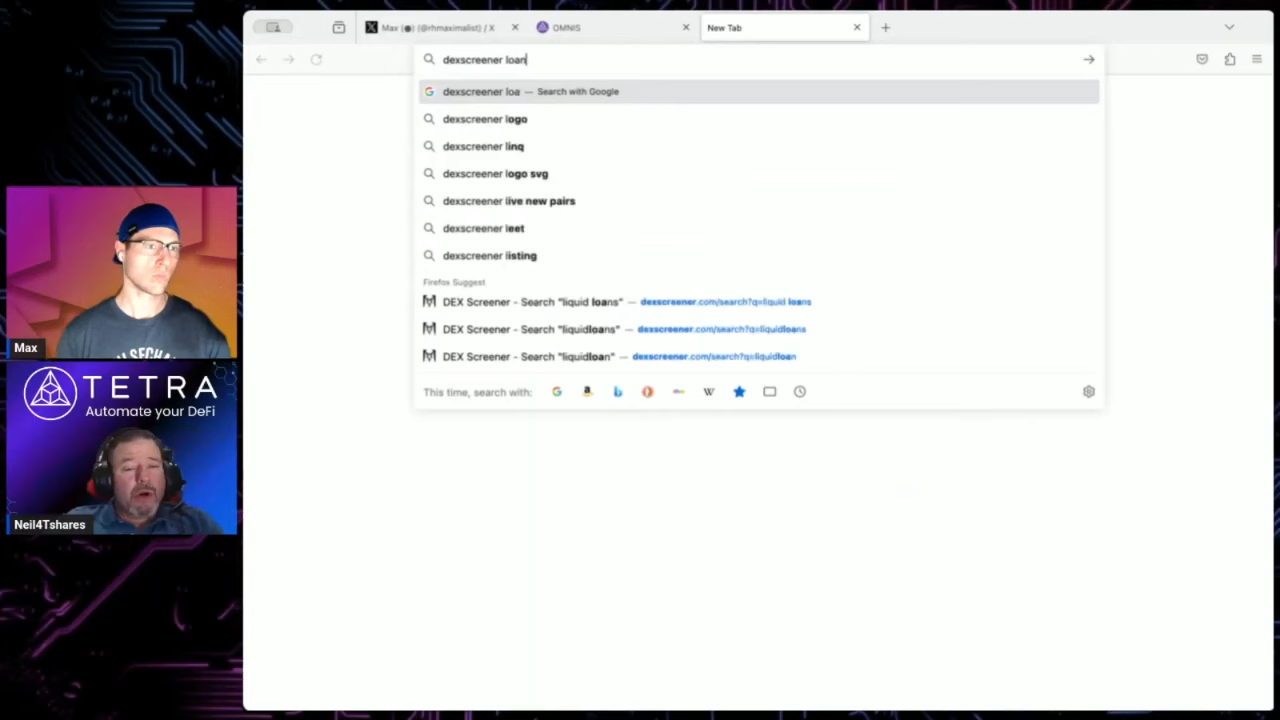 Max (●) (@rhmaximalist) / X
OMNIS
New Tab
dexscreener loan
dexscreener loa — Search with Google
dexscreener logo
dexscreener linq
dexscreener logo svg
dexscreener live new pairs
dexscreener leet
dexscreener listing
Firefox Suggest
DEX Screener - Search "liquid loans" — dexscreener.com/search?q=liquid loans
DEX Screener - Search "liquidloans" — dexscreener.com/search?q=liquidloans
DEX Screener - Search "liquidloan" — dexscreener.com/search?q=liquidloan
This time, search with:
Max
TETRA
Automate your DeFi
Neil4Tshares